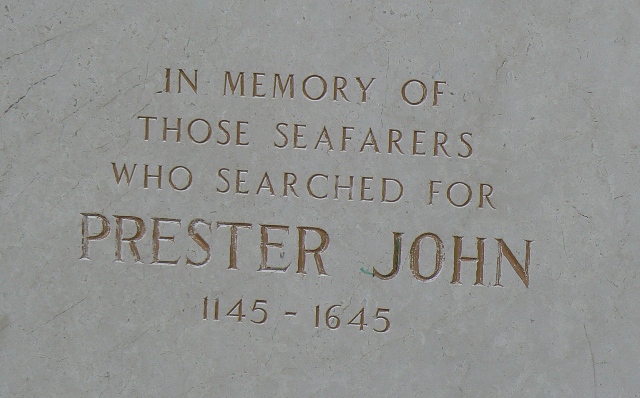 IN MEMORY OF
THOSE SEAFARERS
WHO SEARCHED FOR
PRESTER JOHN
1145 - 1645